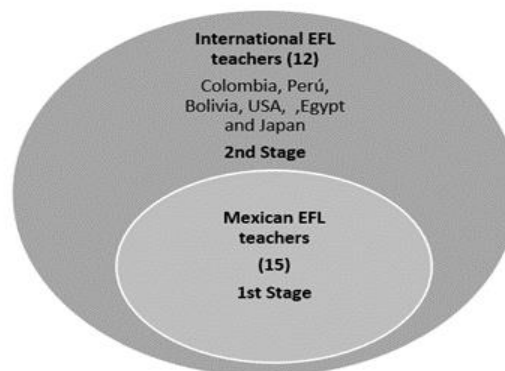 International EFL
teachers (12)
Colombia, Perú,
Bolivia, USA, ,Egypt
and Japan
2nd Stage
Mexican EFL
teachers
(15)
1st Stage